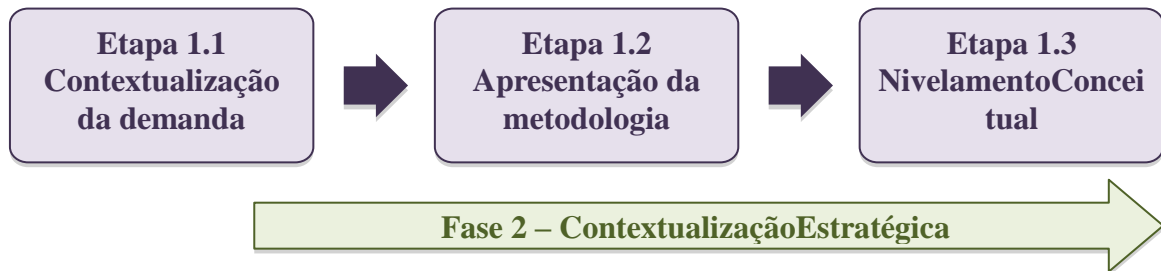 Etapa 1.1
Contextualização
da demanda
Etapa 1.2
Apresentação da
metodologia
Etapa 1.3
NivelamentoConcei
tual
Fase 2 – ContextualizaçãoEstratégica